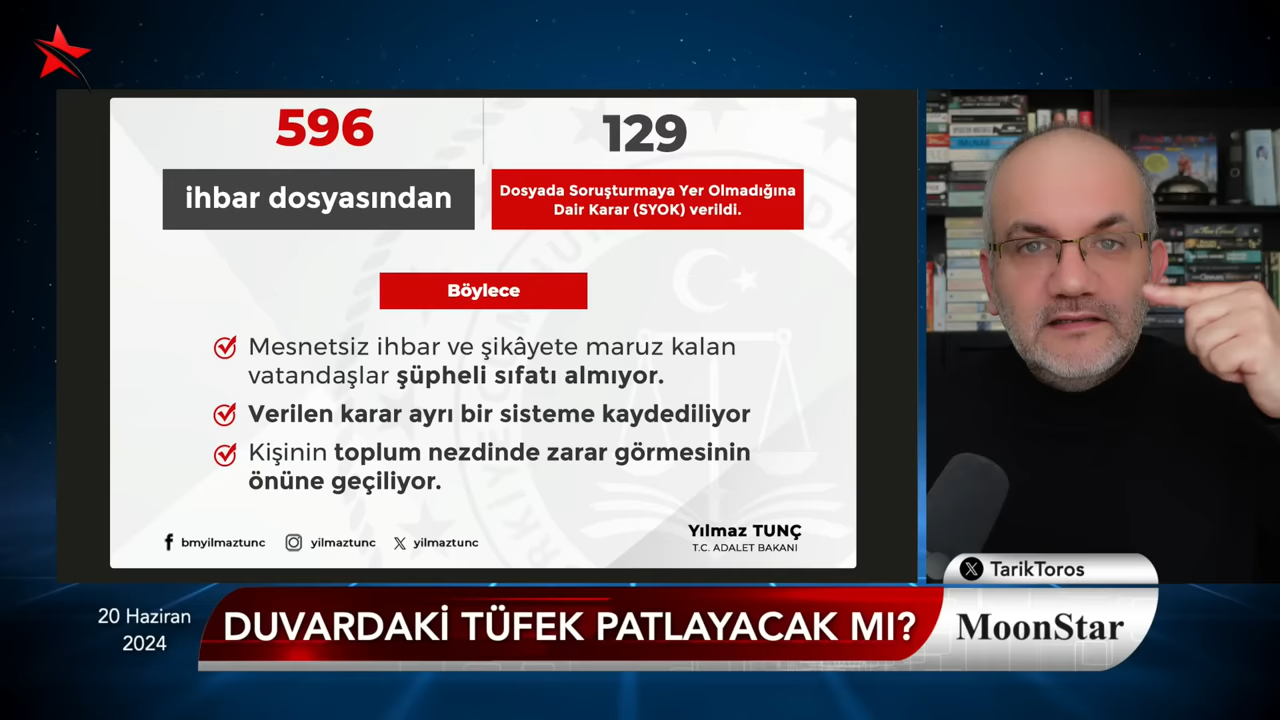 596
129
ihbar dosyasından
Dosyada Soruşturmaya Yer Olmadığına
Dair Karar (SYOK) verildi.
Böylece
Mesnetsiz ihbar ve şikâyete maruz kalan
vatandaşlar şüpheli sıfatı almıyor.
Verilen karar ayrı bir sisteme kaydediliyor
Kişinin toplum nezdinde zarar görmesinin
önüne geçiliyor.
bmyilmaztunc
yilmaztunc
yilmaztunc
Yılmaz TUNÇ
T.C. ADALET BAKANI
TarikToros
20 Haziran
2024
DUVARDAKİ TÜFEK PATLAYACAK MI?
MoonStar